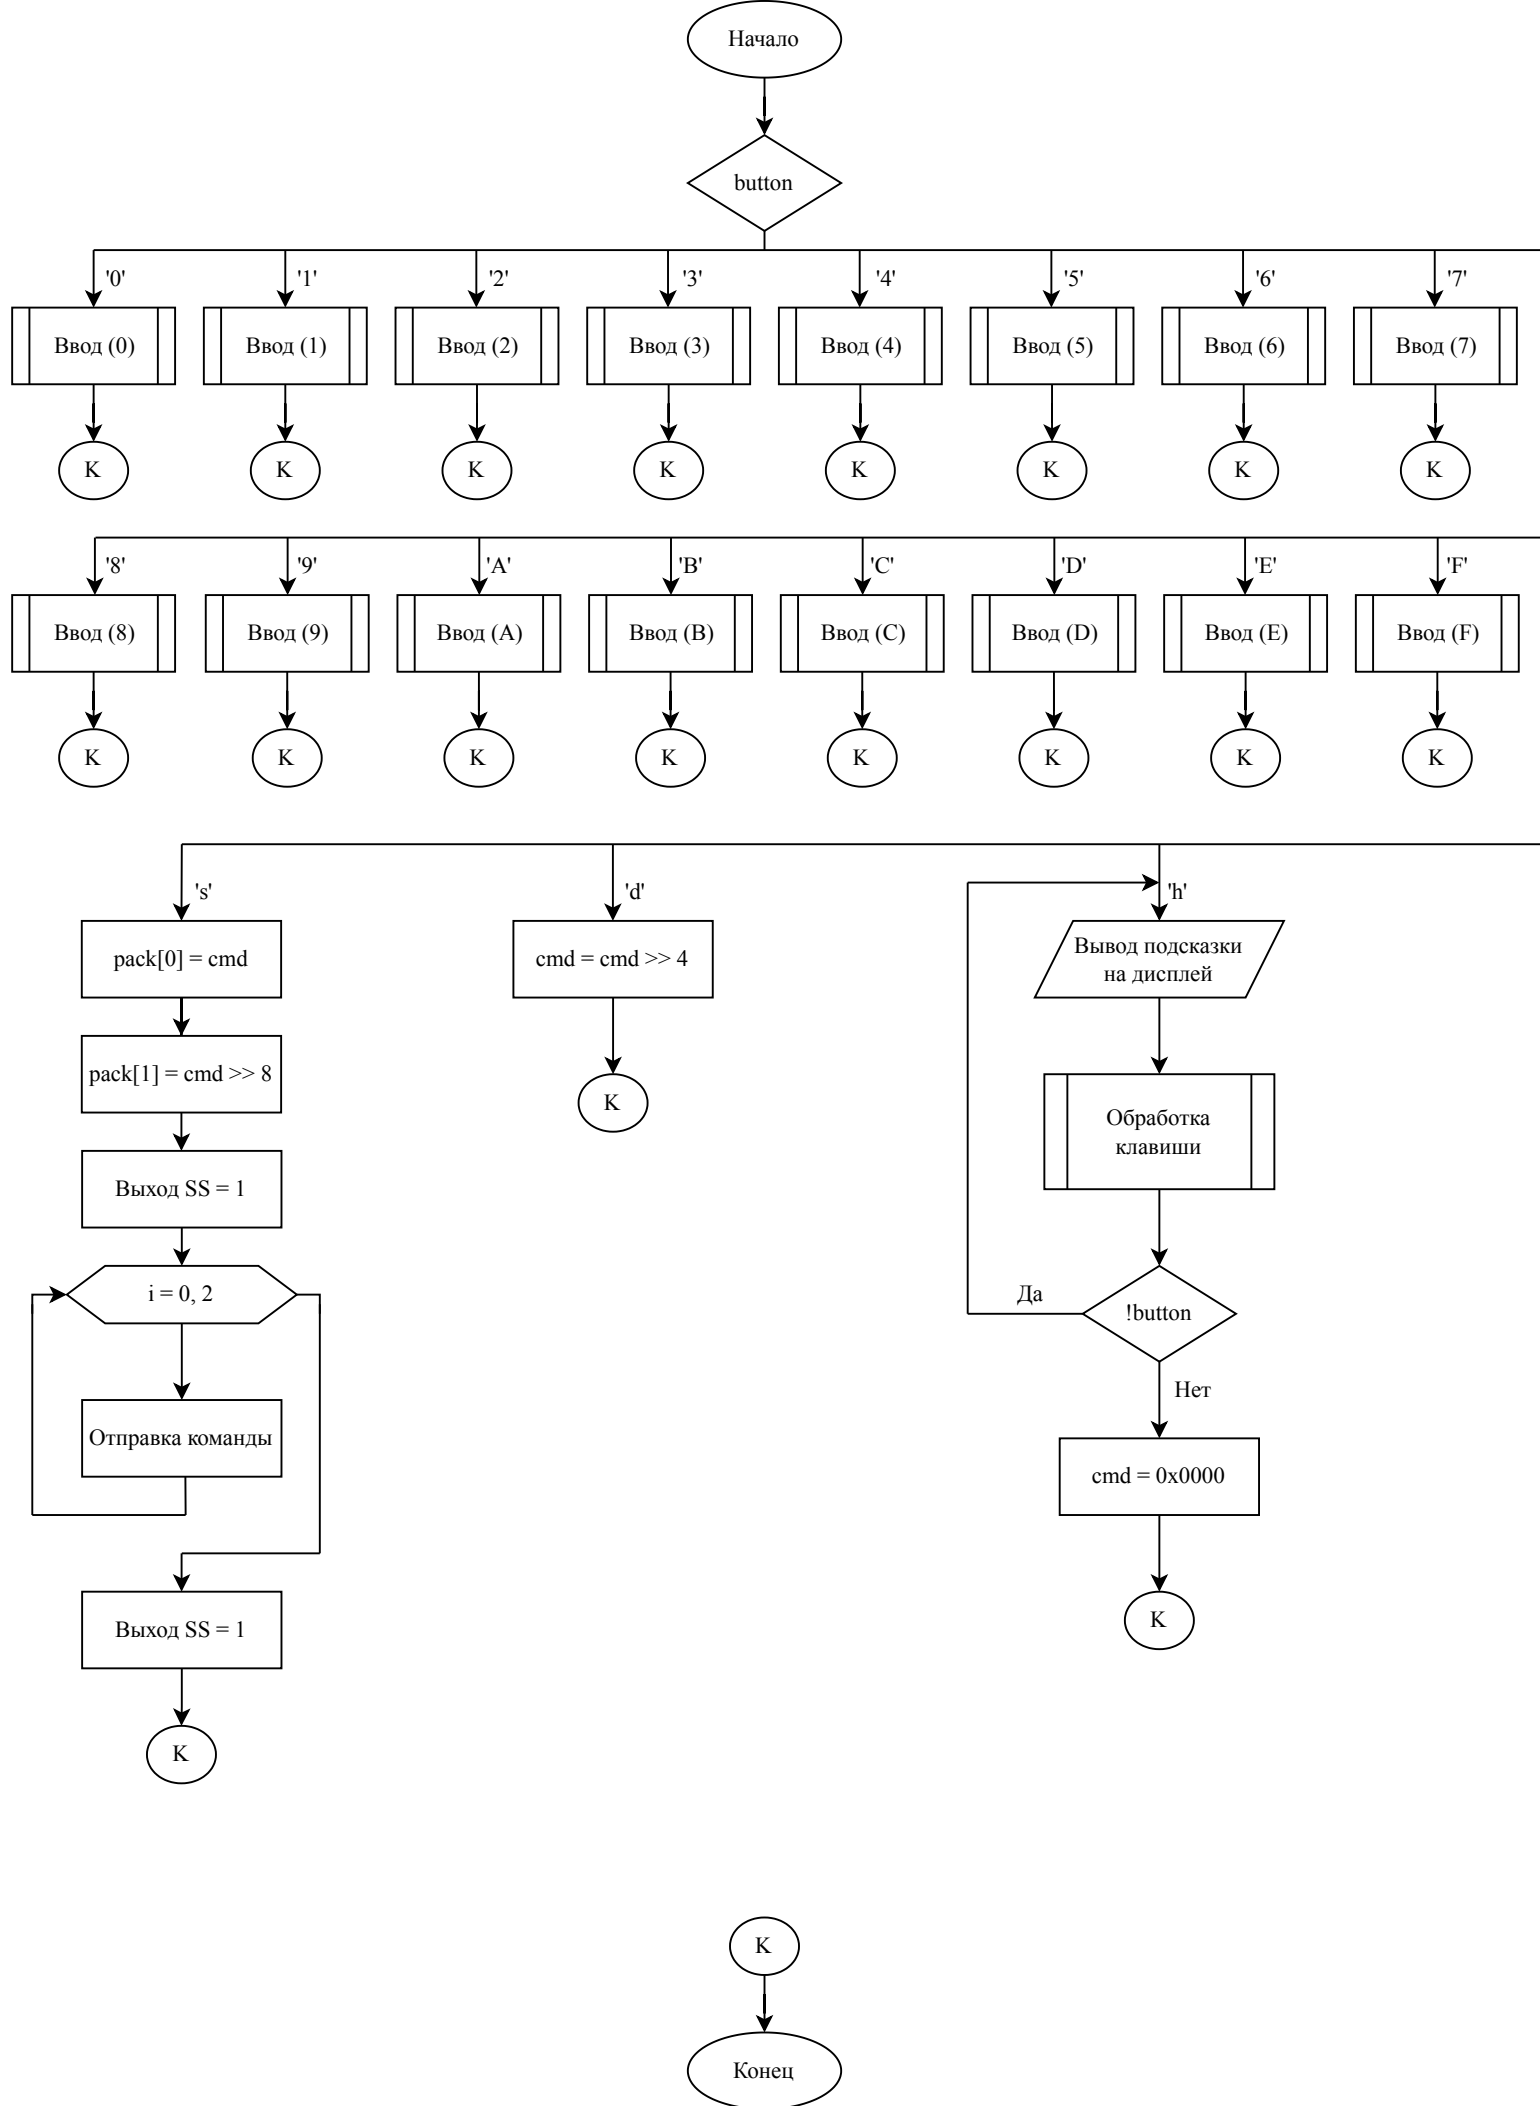 Начало
button
'0'
'1'
'2'
'3'
'4'
'5'
'6'
'7'
Ввод (0)
Ввод (1)
Ввод (2)
Ввод (3)
Ввод (4)
Ввод (5)
Ввод (6)
Ввод (7)
К
К
К
К
К
К
К
К
'8'
'9'
'A'
'B'
'C'
'D'
'E'
'F'
Ввод (8)
Ввод (9)
Ввод (A)
Ввод (B)
Ввод (C)
Ввод (D)
Ввод (E)
Ввод (F)
К
К
К
К
К
К
К
К
's'
'd'
'h'
pack[0] = cmd
cmd = cmd >> 4
Вывод подсказки
на дисплей
pack[1] = cmd >> 8
К
Обработка
клавиши
Выход SS = 1
i = 0, 2
Да
!button
Нет
Отправка команды
cmd = 0x0000
Выход SS = 1
К
К
К
Конец